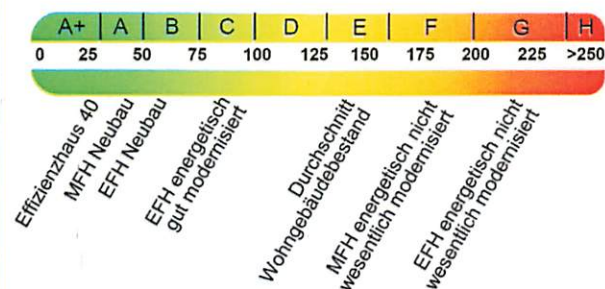 A+ A B C D E F G H
0 25 50 75 100 125 150 175 200 225 >250
Effizienzhaus 40
MFH Neubau
EFH Neubau
EFH energetisch
gut modernisiert
Durchschnitt
Wohngebäudebestand
MFH energetisch nicht
wesentlich modernisiert
EFH energetisch nicht
wesentlich modernisiert